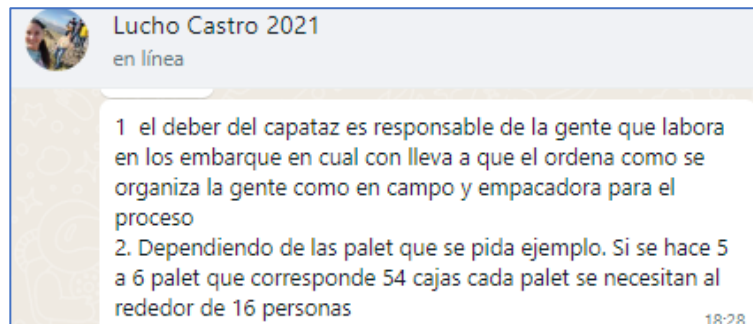 Lucho Castro 2021
en línea
1 el deber del capataz es responsable de la gente que labora
en los embarque en cual con lleva a que el ordena como se
organiza la gente como en campo y empacadora para el
proceso
2. Dependiendo de las palet que se pida ejemplo. Si se hace 5
a 6 palet que corresponde 54 cajas cada palet se necesitan al
rededor de 16 personas
18:28